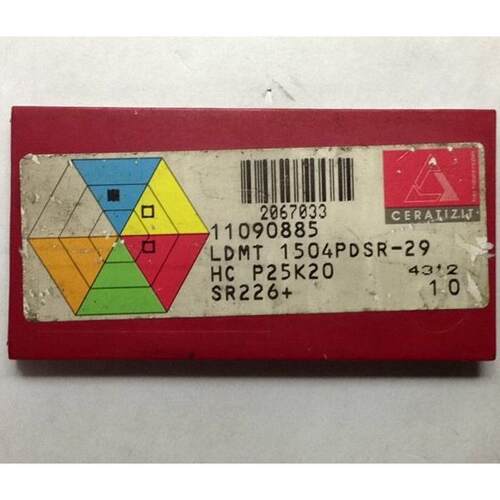 2067033
11090885
CERATIZIT
LDMT 1504PDSR-29
HC P25K20 4312
SR226+ 10